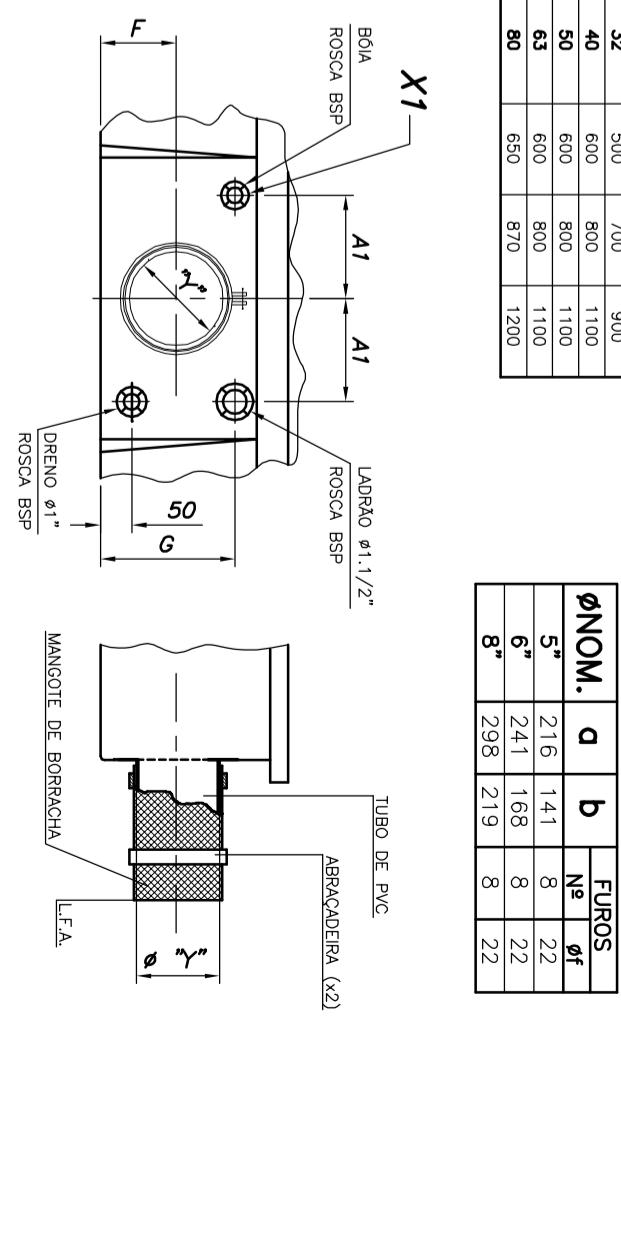 32 500 700 900
40 600 800 1100
50 600 800 1100
63 600 800 1100
80 650 870 1200
ØNOM. a b FUROS
Nº øf
5" 216 141 8 22
6" 241 168 8 22
8" 298 219 8 22
X1
BÓIA
ROSCA BSP
F
A1
A1
"Y"
LADRÃO ø1.1/2"
ROSCA BSP
50
G
DRENO ø1"
ROSCA BSP
TUBO DE PVC
ABRAÇADEIRA (x2)
MANGOTE DE BORRACHA
L.F.A.
ø "Y"